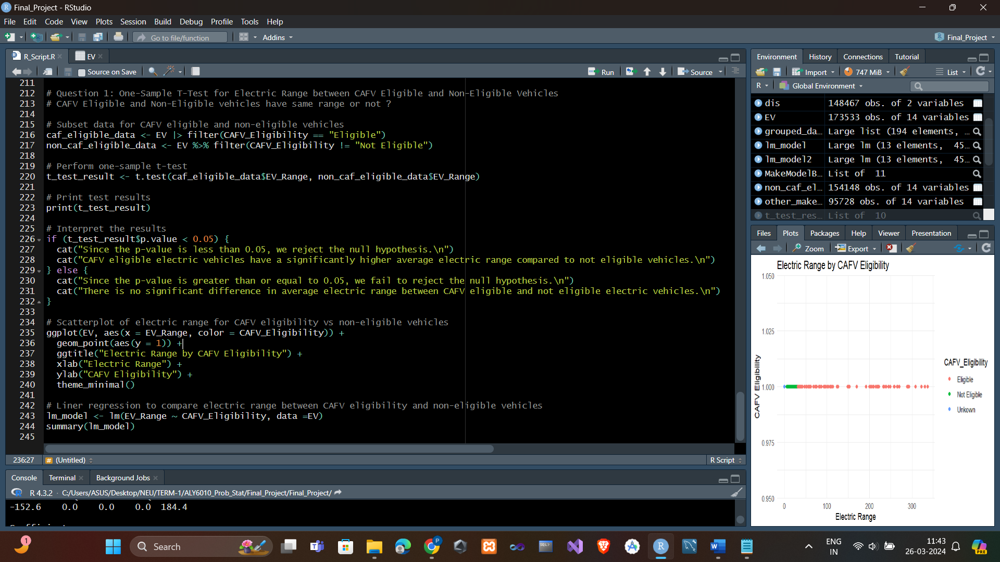 Final_Project - RStudio
File Edit Code View Plots Session Build Debug Profile Tools Help
Go to file/function Addins Final_Project
R_Script.R EV
Source on Save Run Source
211
212 # Question 1: One-Sample T-Test for Electric Range between CAFV Eligible and Non-Eligible Vehicles
213 # CAFV Eligible and Non-Eligible vehicles have same range or not ?
214
215 # Subset data for CAFV eligible and non-eligible vehicles
216 caf_eligible_data <- EV |> filter(CAFV_Eligibility == "Eligible")
217 non_caf_eligible_data <- EV %>% filter(CAFV_Eligibility != "Not Eligible")
218
219 # Perform one-sample t-test
220 t_test_result <- t.test(caf_eligible_data$EV_Range, non_caf_eligible_data$EV_Range)
221
222 # Print test results
223 print(t_test_result)
224
225 # Interpret the results
226 if (t_test_result$p.value < 0.05) {
227 cat("Since the p-value is less than 0.05, we reject the null hypothesis.\n")
228 cat("CAFV eligible electric vehicles have a significantly higher average electric range compared to not eligible vehicles.\n")
229 } else {
230 cat("Since the p-value is greater than or equal to 0.05, we fail to reject the null hypothesis.\n")
231 cat("There is no significant difference in average electric range between CAFV eligible and not eligible electric vehicles.\n")
232 }
233
234 # Scatterplot of electric range for CAFV eligibility vs non-eligible vehicles
235 ggplot(EV, aes(x = EV_Range, color = CAFV_Eligibility)) +
236 geom_point(aes(y = 1)) +
237 ggtitle("Electric Range by CAFV Eligibility") +
238 xlab("Electric Range") +
239 ylab("CAFV Eligibility") +
240 theme_minimal()
241
242 # Liner regression to compare electric range between CAFV eligibility and non-eligible vehicles
243 lm_model <- lm(EV_Range ~ CAFV_Eligibility, data =EV)
244 summary(lm_model)
245
236:27 # (Untitled) R Script
Console Terminal Background Jobs
R 4.3.2 · C:/Users/ASUS/Desktop/NEU/TERM-1/ALY6010_Prob_Stat/Final_Project/Final_Project/
-152.6 0.0 0.0 0.0 184.4
Environment History Connections Tutorial
Import 747 MiB List
R Global Environment
dis 148467 obs. of 2 variables
EV 173533 obs. of 14 variables
grouped_da... Large list (194 elements, ...
lm_model Large lm (13 elements, 45...
lm_model2 Large lm (13 elements, 45...
MakeModelB... List of 11
non_caf_el... 154148 obs. of 14 variables
other_make... 95728 obs. of 14 variables
t_test_res... List of 10
Files Plots Packages Help Viewer Presentation
Zoom Export
Electric Range by CAFV Eligibility
1.050
1.025
1.000
0.975
0.950
CAFV Eligibility
0 100 200 300
Electric Range
CAFV_Eligibility
Eligible
Not Eligible
Unkown
1 Search P SQL> R W ENG
IN
11:43
26-03-2024
PRE